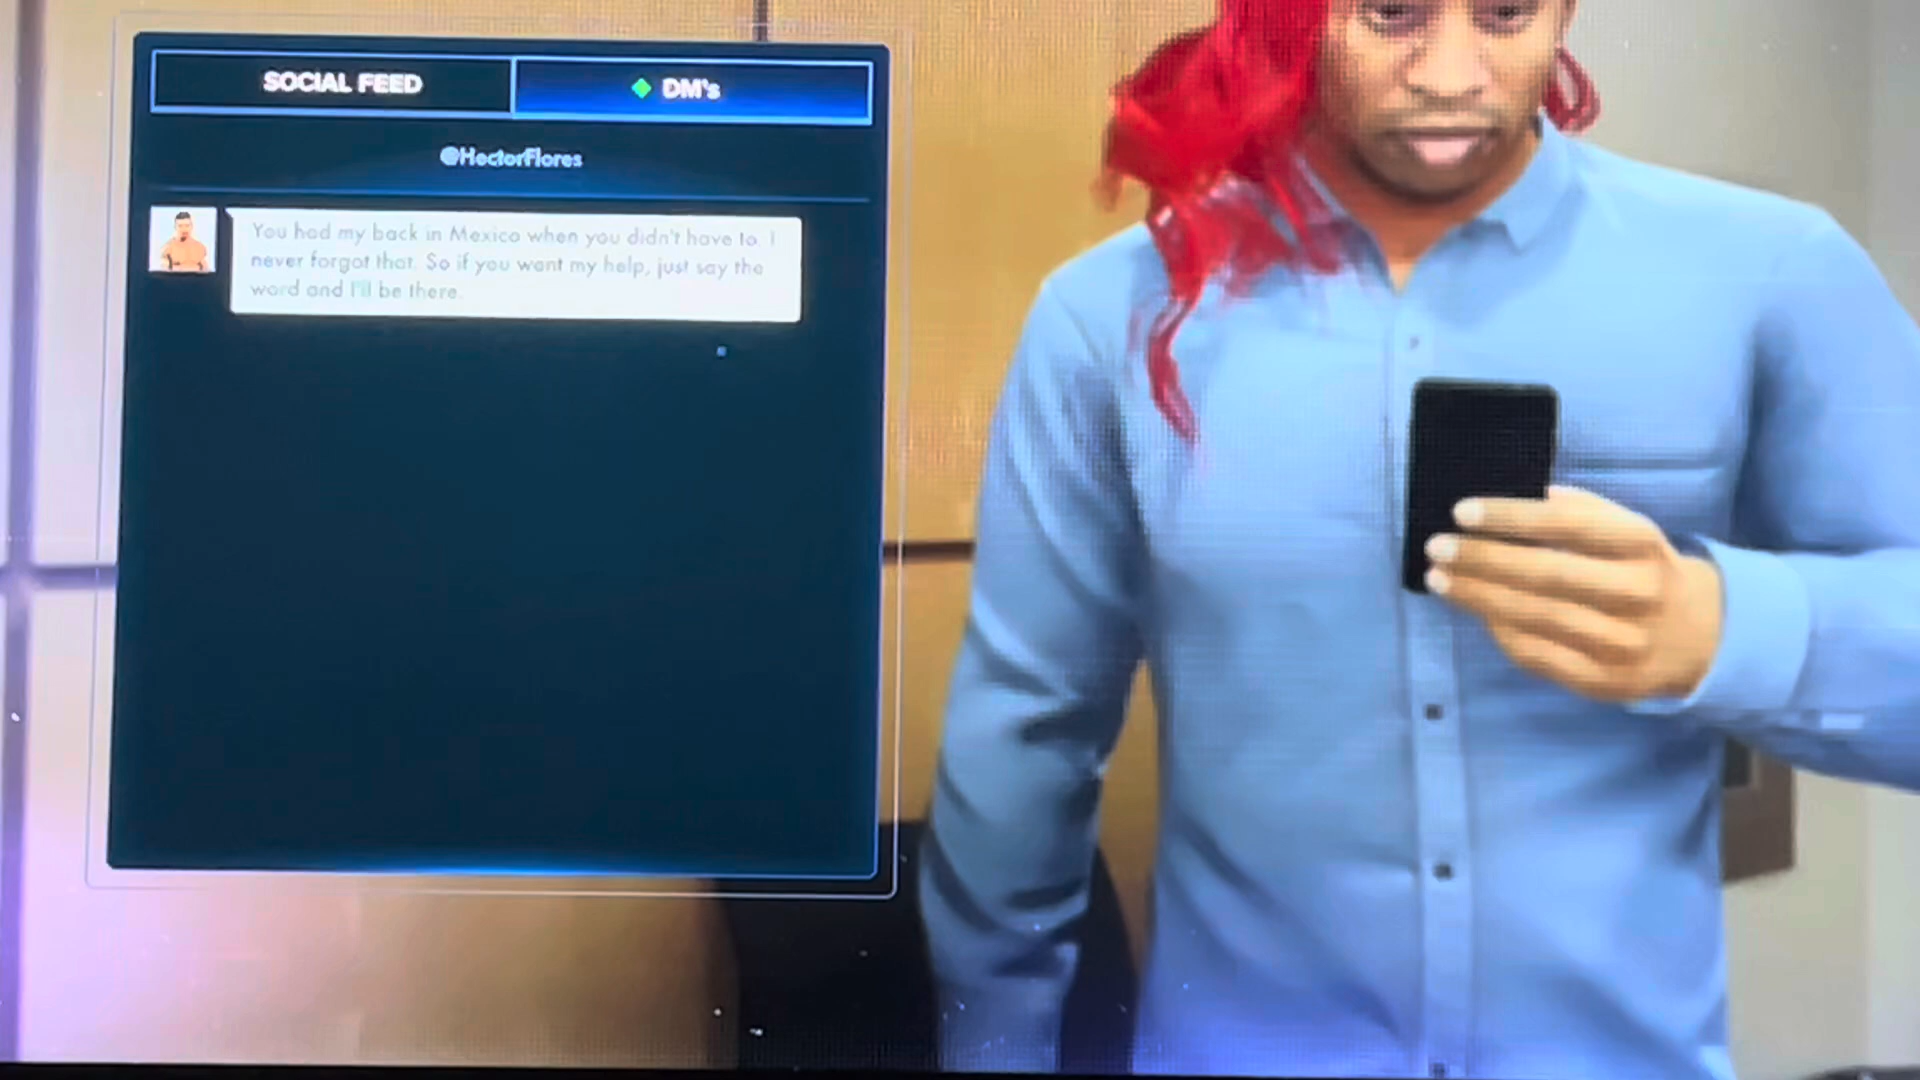 SOCIAL FEED
DM's
@HectorFlores
You had my back in Mexico when you didn't have to. I
never forgot that. So if you want my help, just say the
word and I'll be there.